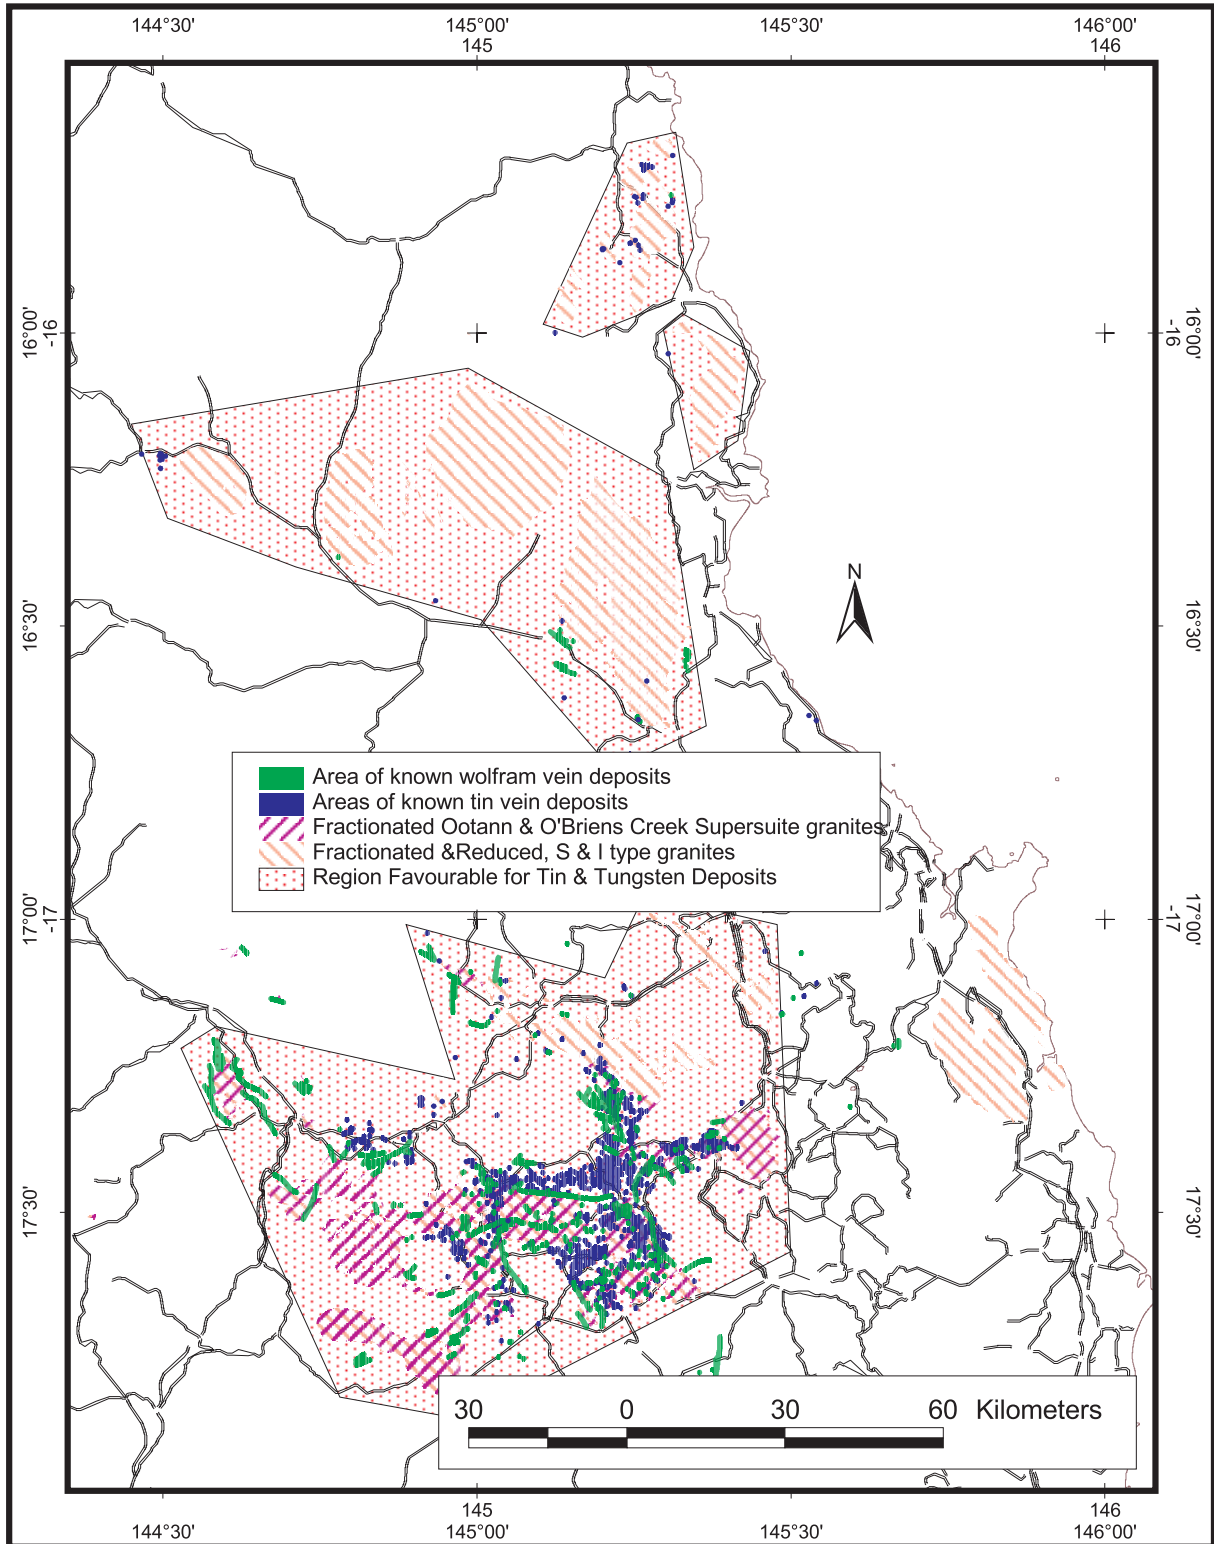 144°30' 145°00' 145°30' 146°00'
145 146
N
16°00' -16 -16 16°00'
16°30' 16°30'
Area of known wolfram vein deposits
Areas of known tin vein deposits
Fractionated Ootann & O'Briens Creek Supersuite granites
Fractionated &Reduced, S & I type granites
Region Favourable for Tin & Tungsten Deposits
17°00' -17 -17 17°00'
17°30' 17°30'
30 0 30 60 Kilometers
145 146
144°30' 145°00' 145°30' 146°00'